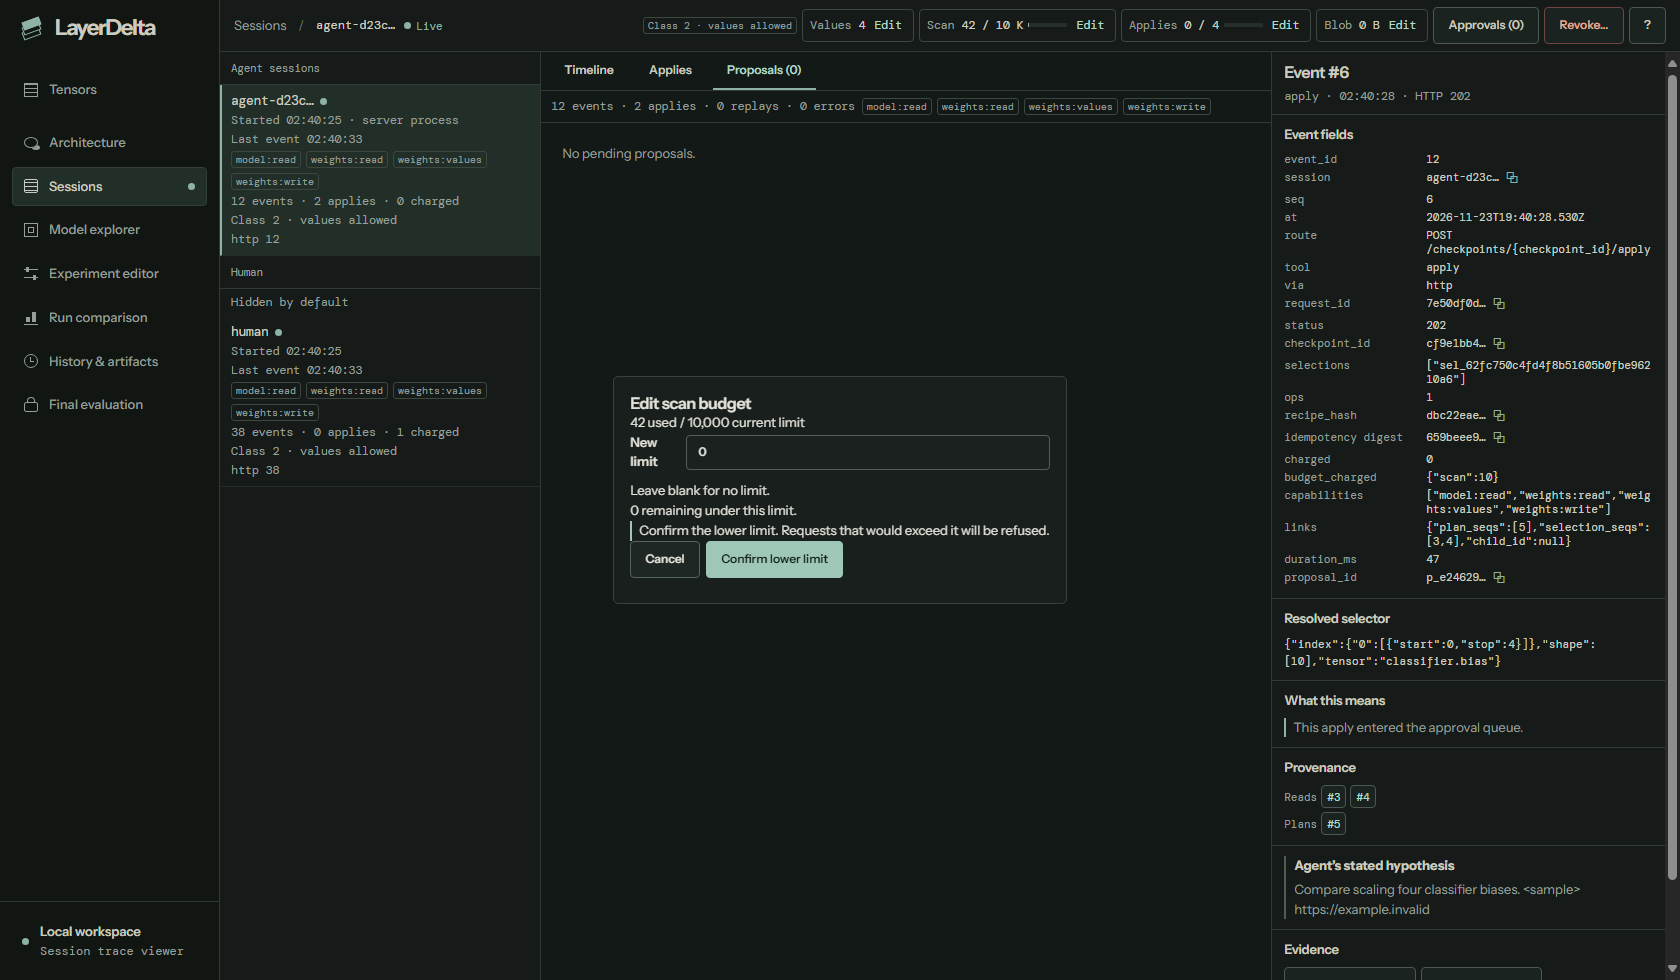 LayerDelta
Tensors
Architecture
Sessions
Model explorer
Experiment editor
Run comparison
History & artifacts
Final evaluation
Local workspace
Session trace viewer
Sessions / agent-d23c… Live
Class 2 · values allowed
Values 4 Edit
Scan 42 / 10 K Edit
Applies 0 / 4 Edit
Blob 0 B Edit
Approvals (0)
Revoke…
?
Agent sessions
agent-d23c…
Started 02:40:25 · server process
Last event 02:40:33
model:read weights:read weights:values
weights:write
12 events · 2 applies · 0 charged
Class 2 · values allowed
http 12
Human
Hidden by default
human
Started 02:40:25
Last event 02:40:33
model:read weights:read weights:values
weights:write
38 events · 0 applies · 1 charged
Class 2 · values allowed
http 38
Timeline Applies Proposals (0)
12 events · 2 applies · 0 replays · 0 errors model:read weights:read weights:values weights:write
No pending proposals.
Edit scan budget
42 used / 10,000 current limit
New limit 0
Leave blank for no limit.
0 remaining under this limit.
Confirm the lower limit. Requests that would exceed it will be refused.
Cancel Confirm lower limit
Event #6
apply · 02:40:28 · HTTP 202
Event fields
event_id 12
session agent-d23c…
seq 6
at 2026-11-23T19:40:28.530Z
route POST
/checkpoints/{checkpoint_id}/apply
tool apply
via http
request_id 7e50df0d…
status 202
checkpoint_id cf9e1bb4…
selections ["sel_62fc750c4fd4f8b51605b0fbe962
10a6"]
ops 1
recipe_hash dbc22eae…
idempotency digest 659beee9…
charged 0
budget_charged {"scan":10}
capabilities ["model:read","weights:read","weig
hts:values","weights:write"]
links {"plan_seqs":[5],"selection_seqs":
[3,4],"child_id":null}
duration_ms 47
proposal_id p_e24629…
Resolved selector
{"index":{"0":[{"start":0,"stop":4}]},"shape":
[10],"tensor":"classifier.bias"}
What this means
This apply entered the approval queue.
Provenance
Reads #3 #4
Plans #5
Agent's stated hypothesis
Compare scaling four classifier biases. <sample>
https://example.invalid
Evidence